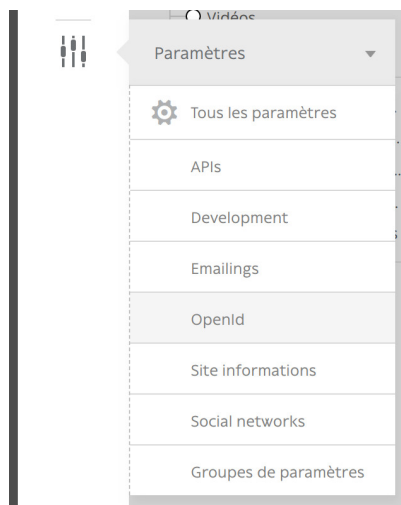 Vidéos
Paramètres
Tous les paramètres
APIs
Development
Emailings
OpenId
Site informations
Social networks
Groupes de paramètres